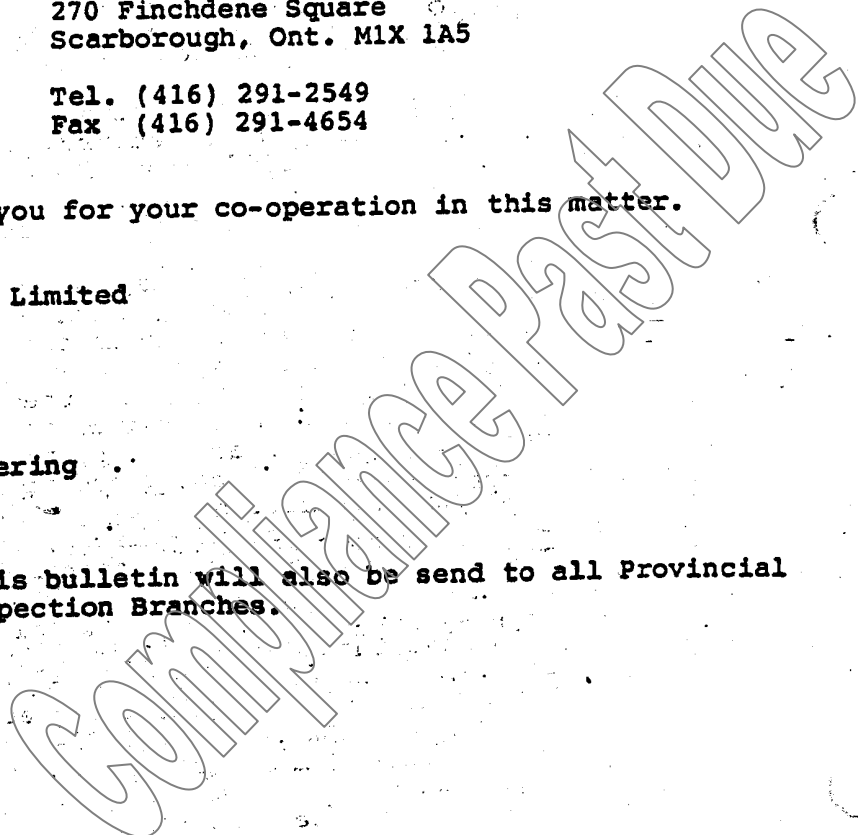 270 Finchdene Square
Scarborough, Ont. M1X 1A5
Tel. (416) 291-2549
Fax (416) 291-4654
you for your co-operation in this matter.
Limited
ering
is bulletin will also be send to all Provincial
pection Branches.
Compliance Past Due